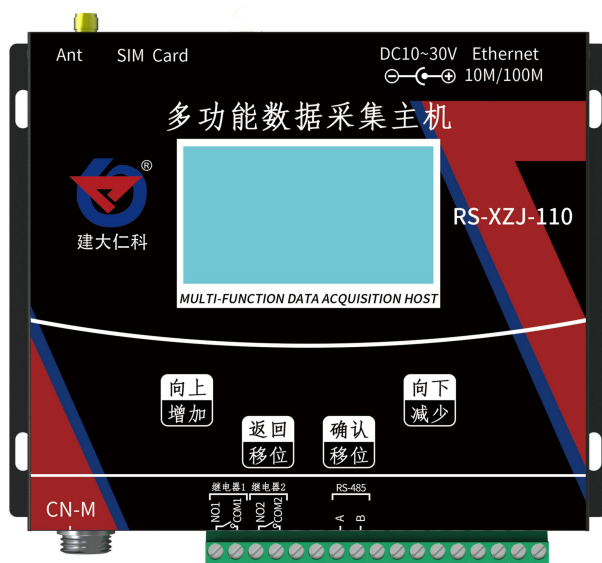 Ant SIM Card DC10~30V Ethernet
10M/100M
多功能数据采集主机
®
建大仁科
RS-XZJ-110
MULTI-FUNCTION DATA ACQUISITION HOST
向上
增加
向下
减少
返回
移位
确认
移位
CN-M
继电器1 继电器2 RS-485
NO1 COM1 NO2 COM2 A B